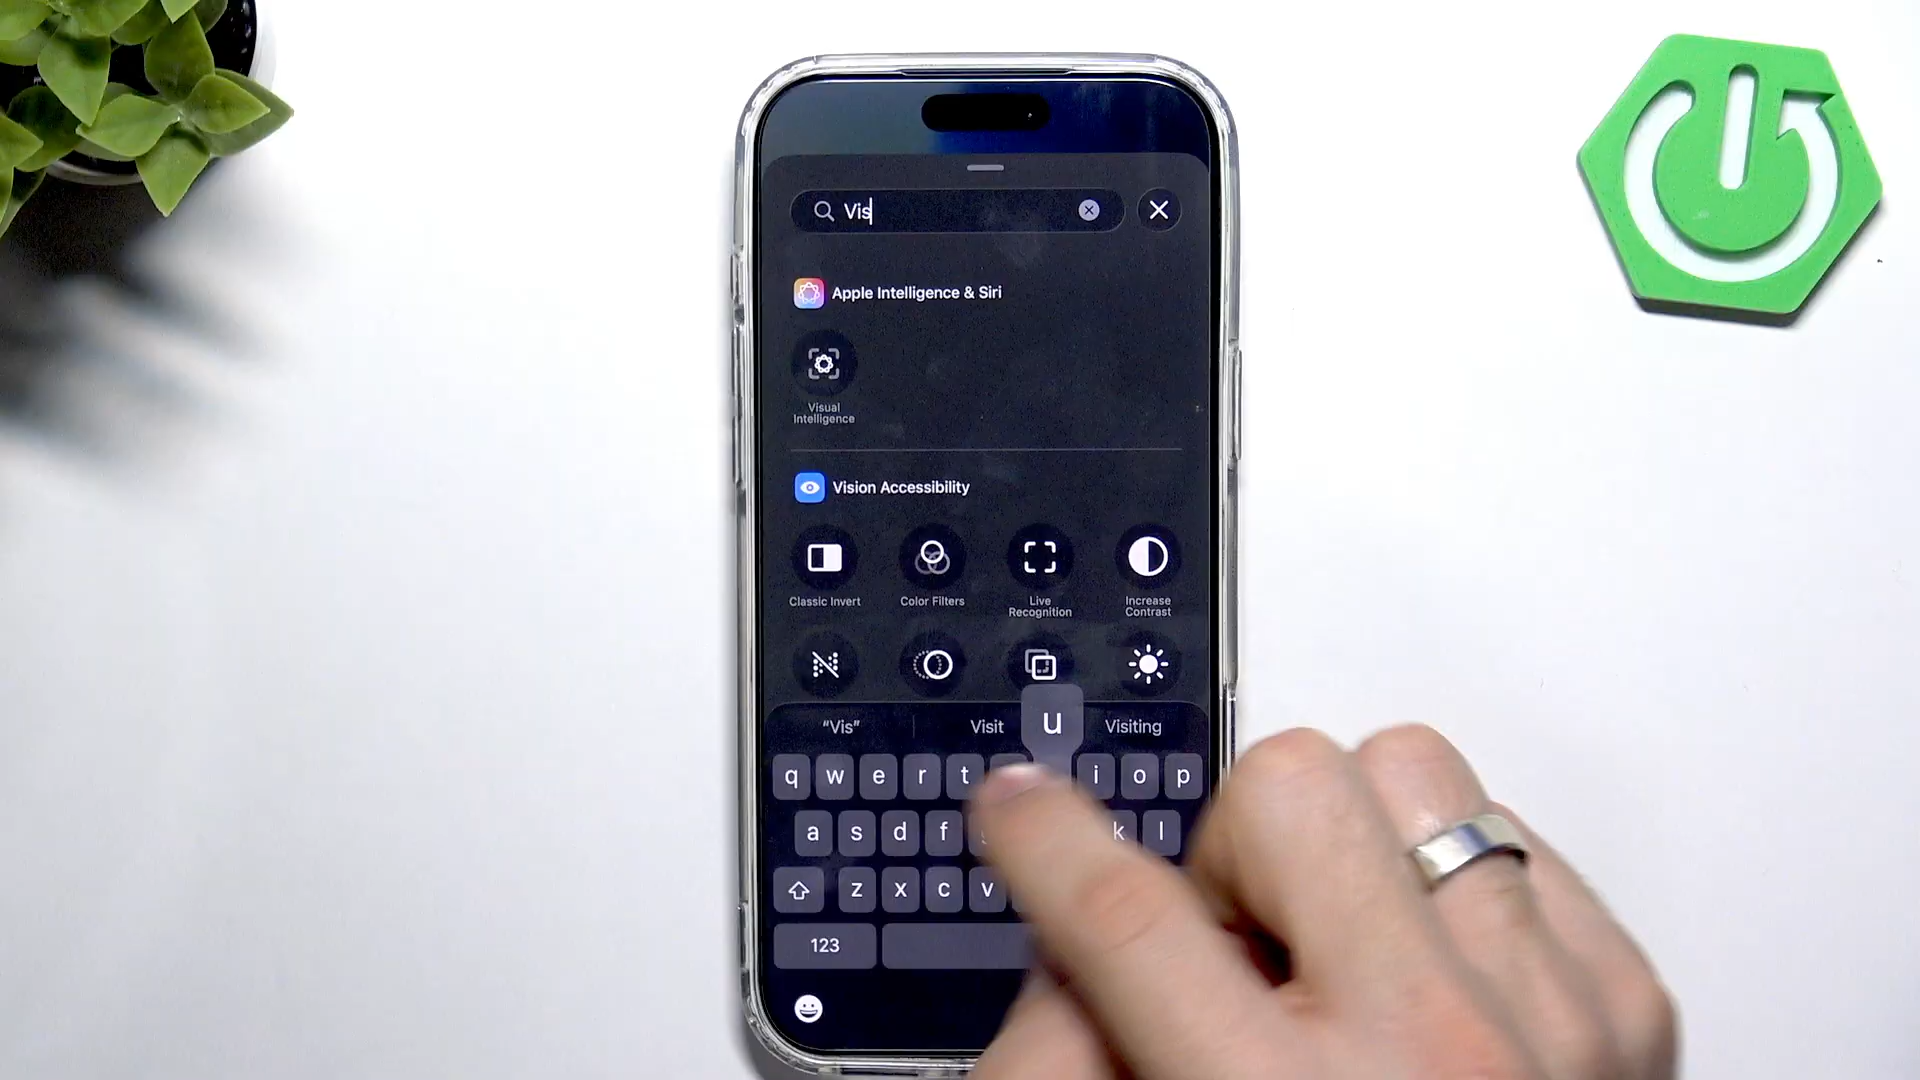 Vis
Apple Intelligence & Siri
Visual
Intelligence
Vision Accessibility
Classic Invert
Color Filters
Live
Recognition
Increase
Contrast
"Vis"
Visit
Visiting
u
q w e r t i o p
a s d f k l
z x c v
123